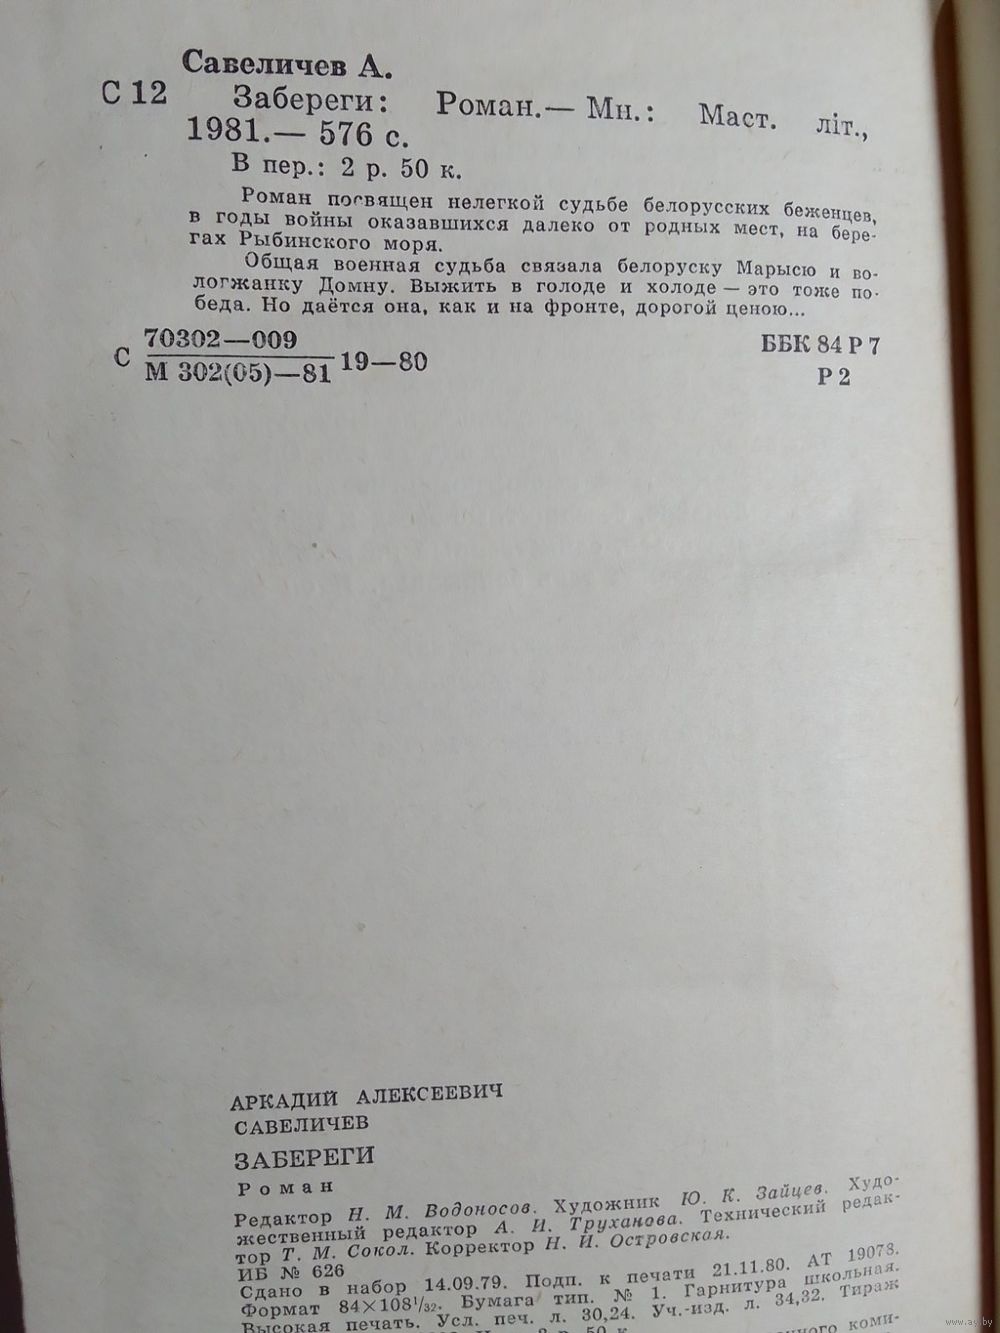 Савеличев А.
С 12 Забереги: Роман.— Мн.: Маст. літ.,
1981.— 576 с.
В пер.: 2 р. 50 к.
Роман посвящен нелегкой судьбе белорусских беженцев,
в годы войны оказавшихся далеко от родных мест, на бере-
гах Рыбинского моря.
Общая военная судьба связала белоруску Марысю и во-
логжанку Домну. Выжить в голоде и холоде — это тоже по-
беда. Но даётся она, как и на фронте, дорогой ценою...
С 70302—009
М 302(05)—81 19—80
ББК 84 Р 7
Р 2
АРКАДИЙ АЛЕКСЕЕВИЧ
САВЕЛИЧЕВ
ЗАБЕРЕГИ
Роман
Редактор Н. М. Водоносов. Художник Ю. К. Зайцев. Худо-
жественный редактор А. И. Труханова. Технический редак-
тор Т. М. Сокол. Корректор Н. И. Островская.
ИБ № 626
Сдано в набор 14.09.79. Подп. к печати 21.11.80. АТ 19073.
Формат 84×108¹/₃₂. Бумага тип. № 1. Гарнитура школьная.
Высокая печать. Усл. печ. л. 30,24. Уч.-изд. л. 34,32. Тираж
2 р. 50 к.
коми-
www.ay.by